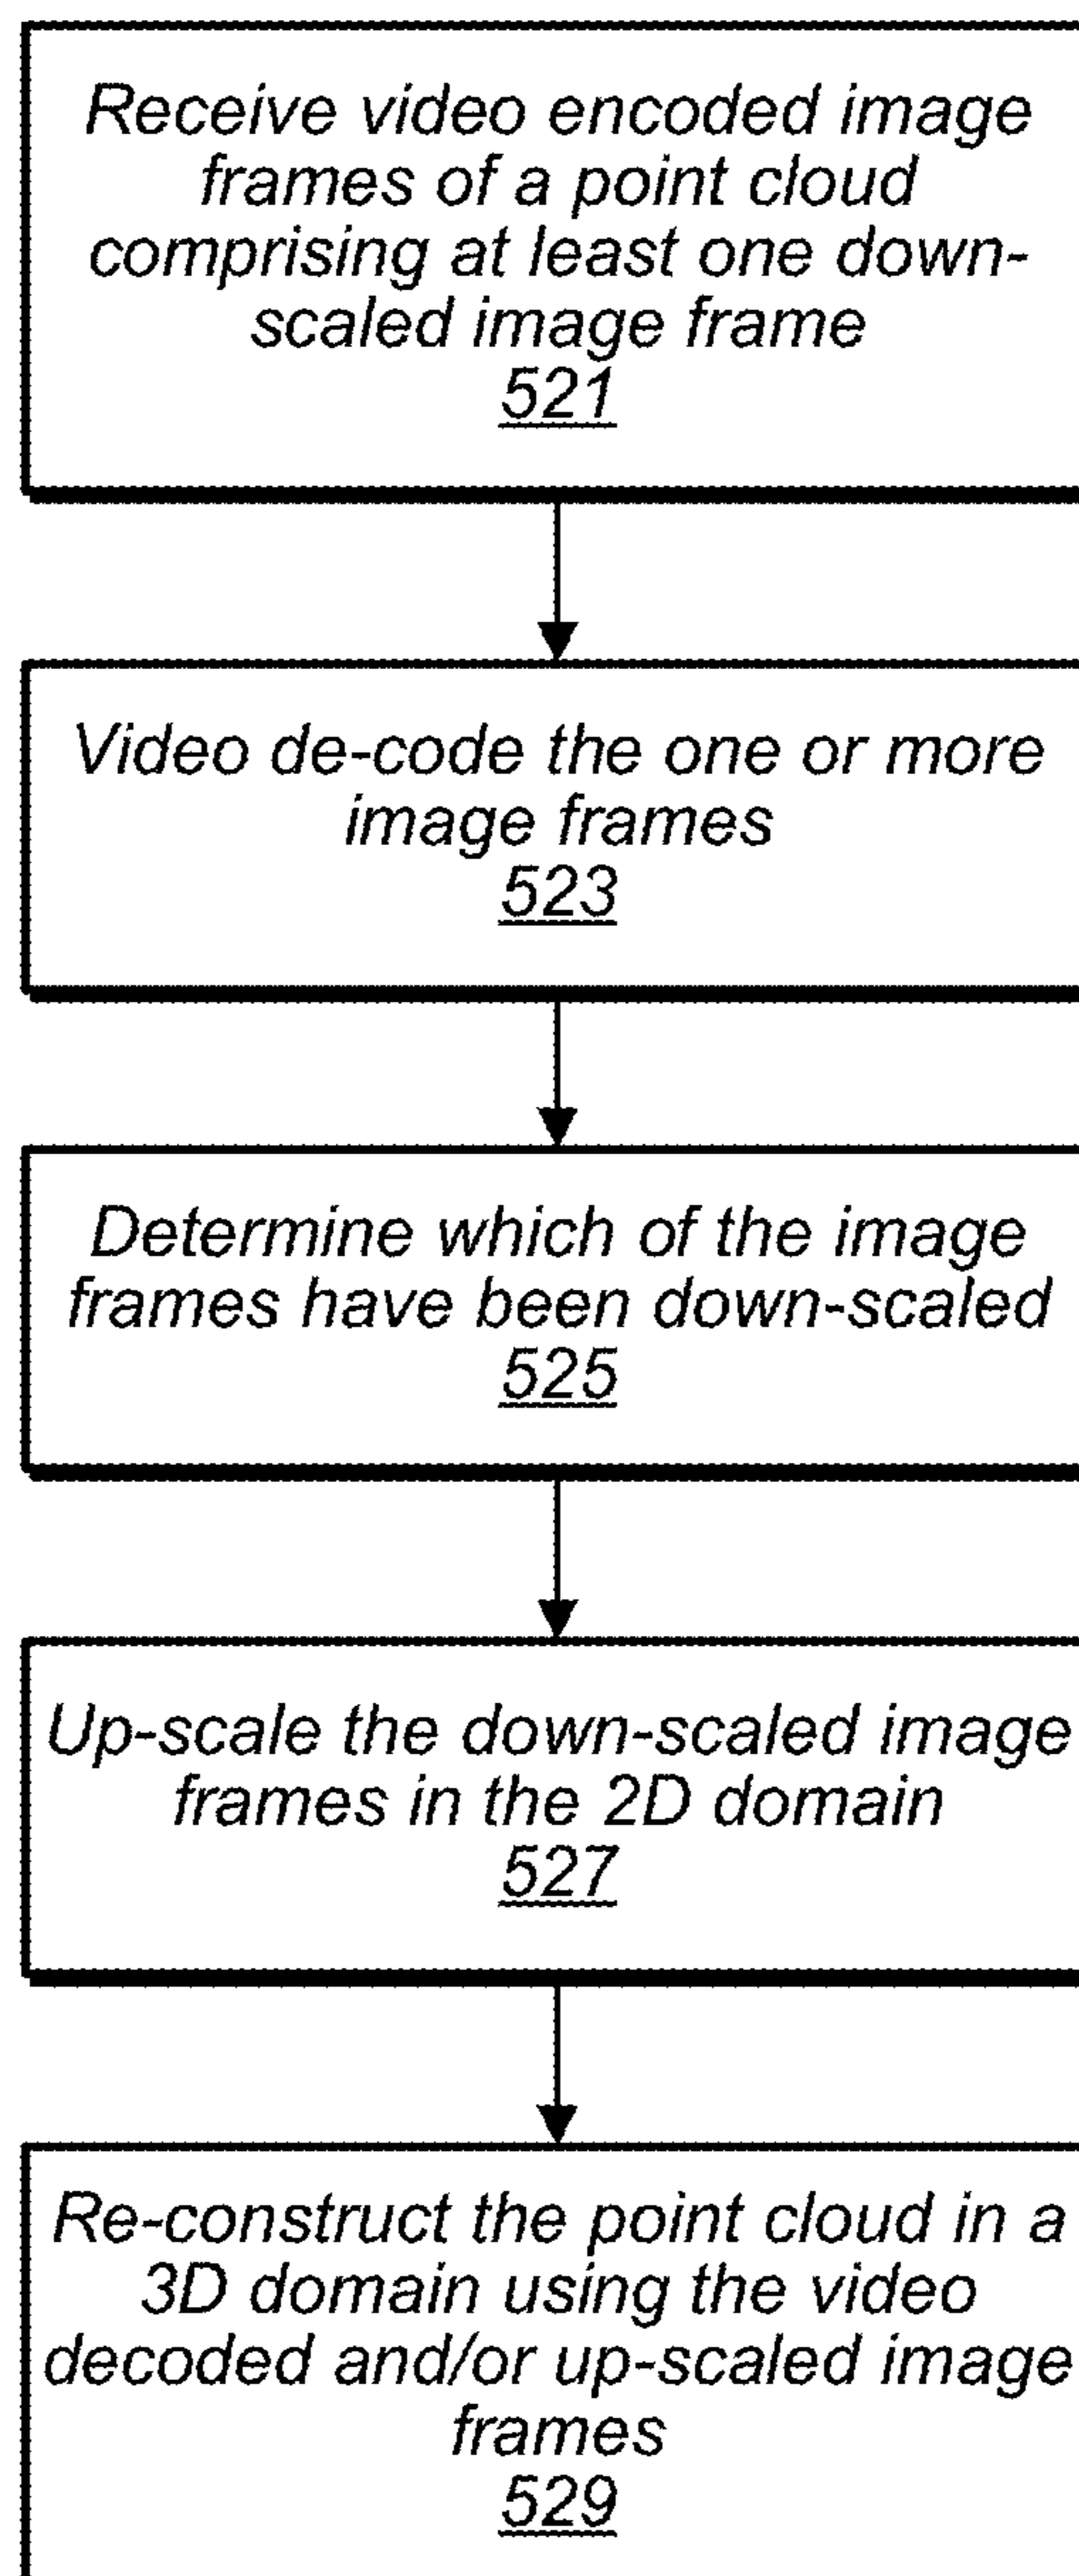 Receive video encoded image
frames of a point cloud
comprising at least one down-
scaled image frame
521
Video de-code the one or more
image frames
523
Determine which of the image
frames have been down-scaled
525
Up-scale the down-scaled image
frames in the 2D domain
527
Re-construct the point cloud in a
3D domain using the video
decoded and/or up-scaled image
frames
529